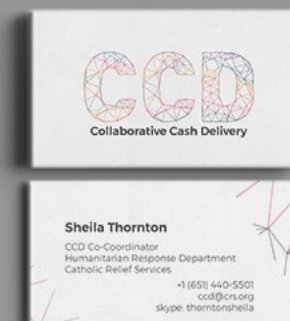 CCD
Collaborative Cash Delivery
Sheila Thornton
CCD Co-Coordinator
Humanitarian Response Department
Catholic Relief Services
+1 (651) 440-5501
ccd@crs.org
skype: thorntonsheila